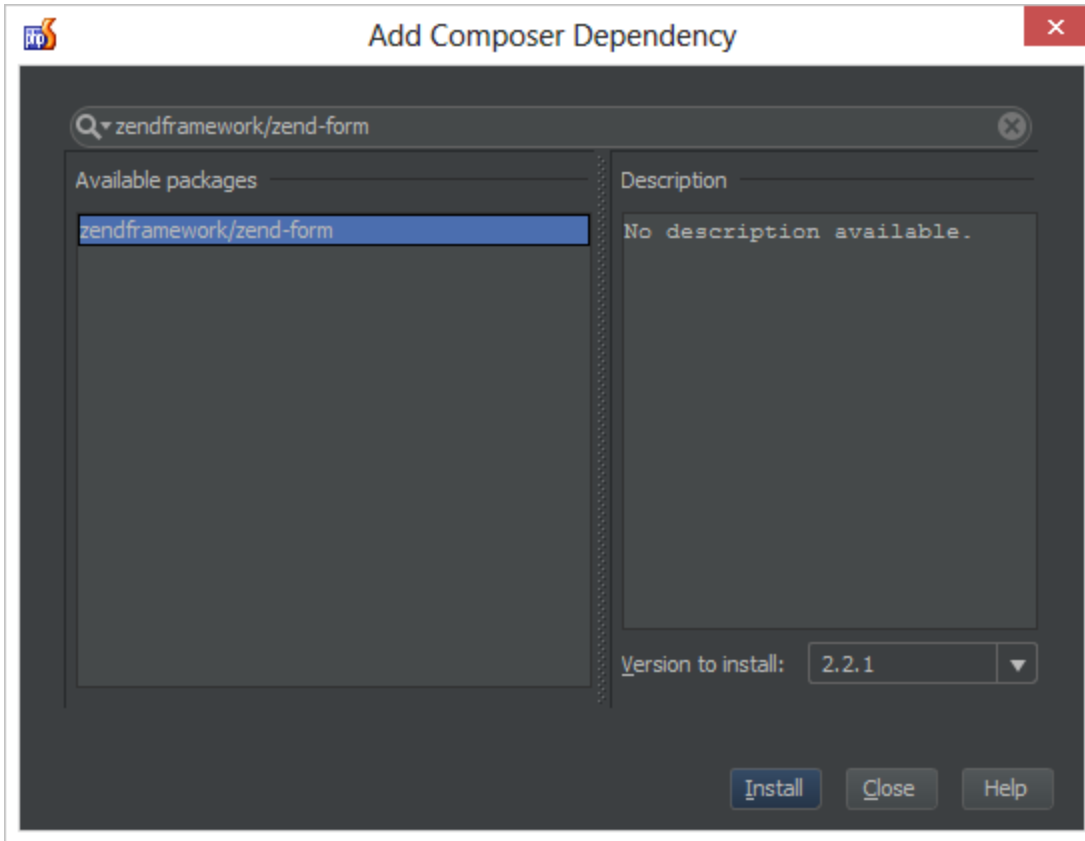 Add Composer Dependency
zendframework/zend-form
Available packages
zendframework/zend-form
Description
No description available.
Version to install: 2.2.1
Install Close Help